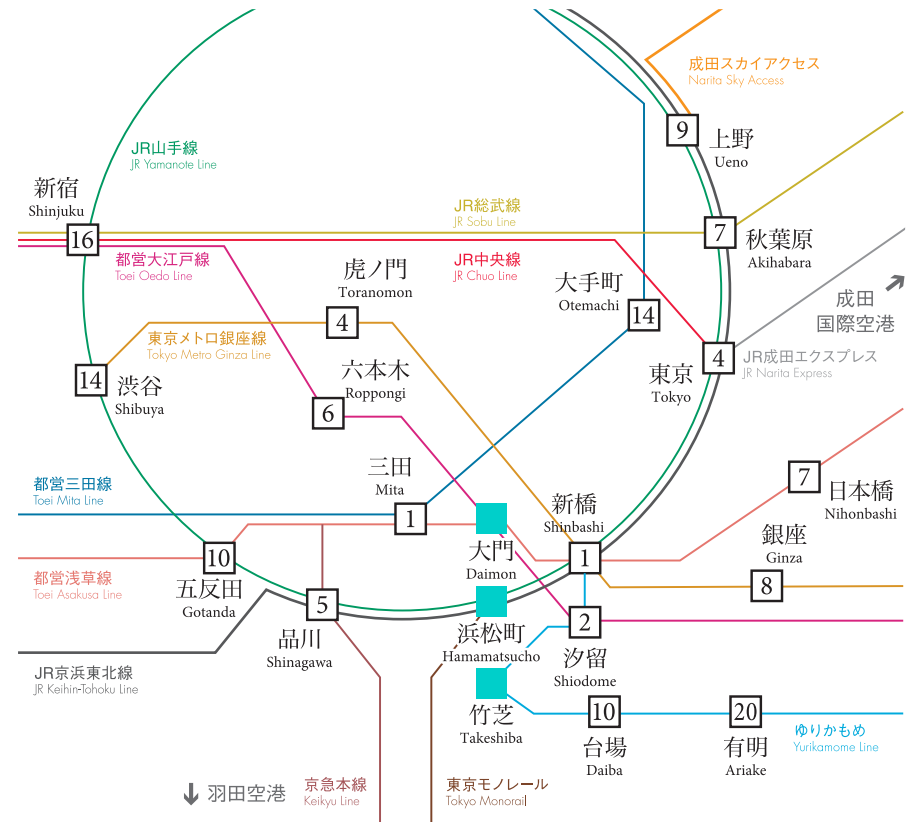 成田スカイアクセス
Narita Sky Access
9
上野
Ueno
JR山手線
JR Yamanote Line
新宿
Shinjuku
16
JR総武線
JR Sobu Line
7
秋葉原
Akihabara
都営大江戸線
Toei Oedo Line
JR中央線
JR Chuo Line
虎ノ門
Toranomon
4
大手町
Otemachi
14
成田
国際空港
東京メトロ銀座線
Tokyo Metro Ginza Line
4
東京
Tokyo
JR成田エクスプレス
JR Narita Express
14
渋谷
Shibuya
六本木
Roppongi
6
三田
Mita
1
都営三田線
Toei Mita Line
7
日本橋
Nihonbashi
新橋
Shinbashi
1
大門
Daimon
銀座
Ginza
8
10
五反田
Gotanda
都営浅草線
Toei Asakusa Line
5
品川
Shinagawa
浜松町
Hamamatsucho
2
汐留
Shiodome
JR京浜東北線
JR Keihin-Tohoku Line
竹芝
Takeshiba
10
台場
Daiba
20
有明
Ariake
ゆりかもめ
Yurikamome Line
羽田空港
京急本線
Keikyu Line
東京モノレール
Tokyo Monorail